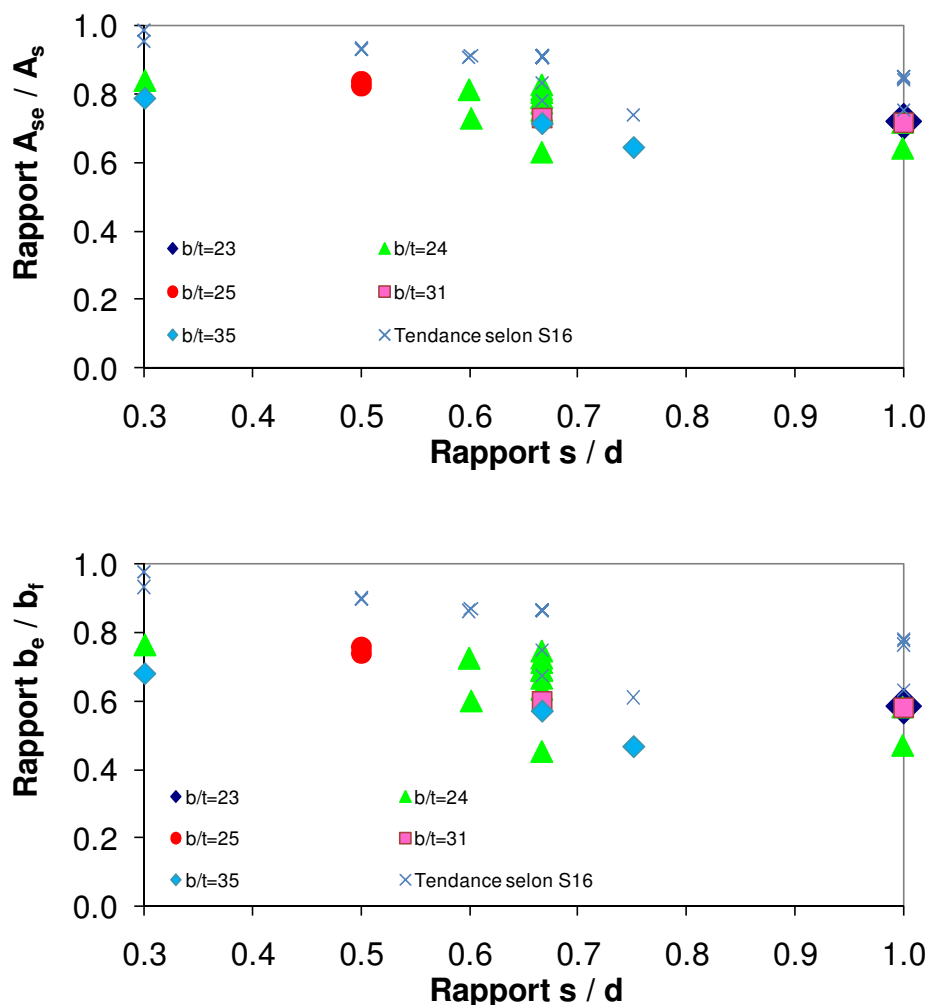 1.0
0.8
0.6
0.4
0.2
0.0
Rapport Ase / As
b/t=23
b/t=24
b/t=25
b/t=31
b/t=35
Tendance selon S16
0.3 0.4 0.5 0.6 0.7 0.8 0.9 1.0
Rapport s / d
1.0
0.8
0.6
0.4
0.2
0.0
Rapport be / bf
b/t=23
b/t=24
b/t=25
b/t=31
b/t=35
Tendance selon S16
0.3 0.4 0.5 0.6 0.7 0.8 0.9 1.0
Rapport s / d